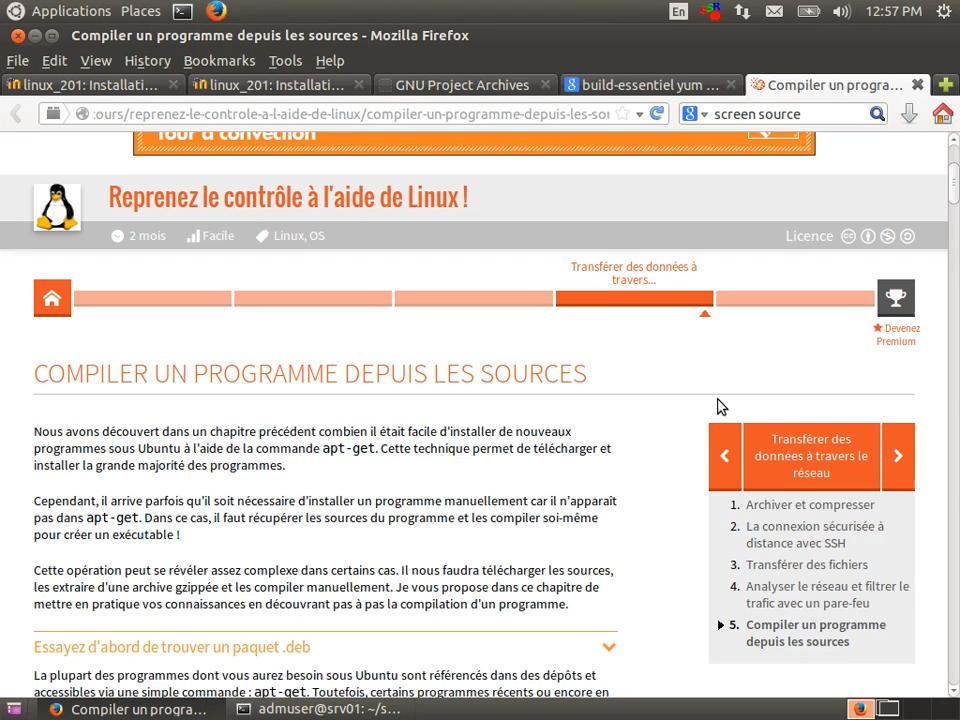 Applications Places En 12:57 PM
Compiler un programme depuis les sources - Mozilla Firefox
File Edit View History Bookmarks Tools Help
linux_201: Installati... linux_201: Installati... GNU Project Archives build-essentiel yum ... Compiler un progra...
:ours/reprenez-le-controle-a-l-aide-de-linux/compiler-un-programme-depuis-les-sou screen source
Tour à convection
Reprenez le contrôle à l'aide de Linux !
2 mois Facile Linux, OS Licence
Transférer des données à
travers...
Devenez
Premium
COMPILER UN PROGRAMME DEPUIS LES SOURCES
Nous avons découvert dans un chapitre précédent combien il était facile d'installer de nouveaux
programmes sous Ubuntu à l'aide de la commande apt-get. Cette technique permet de télécharger et
installer la grande majorité des programmes.
Cependant, il arrive parfois qu'il soit nécessaire d'installer un programme manuellement car il n'apparaît
pas dans apt-get. Dans ce cas, il faut récupérer les sources du programme et les compiler soi-même
pour créer un exécutable !
Cette opération peut se révéler assez complexe dans certains cas. Il nous faudra télécharger les sources,
les extraire d'une archive gzippée et les compiler manuellement. Je vous propose dans ce chapitre de
mettre en pratique vos connaissances en découvrant pas à pas la compilation d'un programme.
Essayez d'abord de trouver un paquet .deb
La plupart des programmes dont vous aurez besoin sous Ubuntu sont référencés dans des dépôts et
accessibles via une simple commande : apt-get. Toutefois, certains programmes récents ou encore en
Transférer des
données à travers le
réseau
1. Archiver et compresser
2. La connexion sécurisée à
distance avec SSH
3. Transférer des fichiers
4. Analyser le réseau et filtrer le
trafic avec un pare-feu
5. Compiler un programme
depuis les sources
Compiler un progra... admuser@srv01: ~/s...